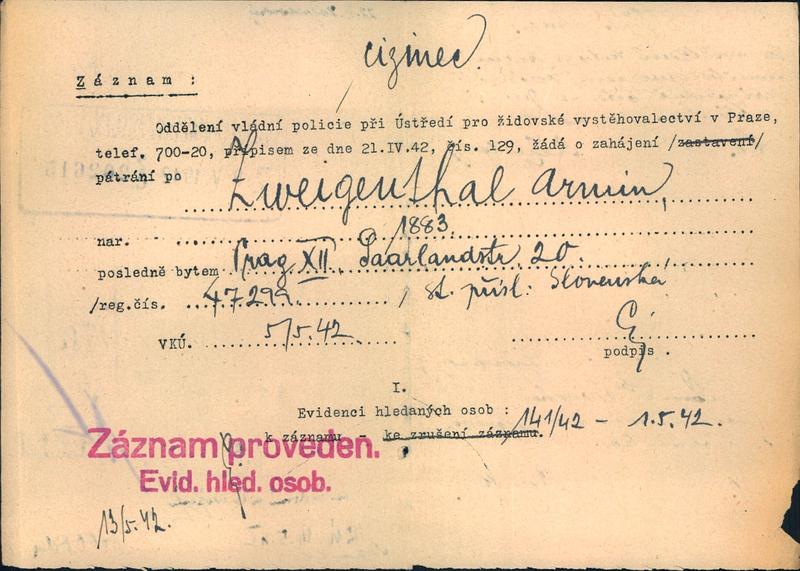 cizinec.
Záznam :
Oddělení vládní policie při Ústředí pro židovské vystěhovalectví v Praze,
telef. 700-20, přípisem ze dne 21.IV.42, čís. 129, žádá o zahájení /zastavení/
pátrání po Zweigenthal Armin,
nar. 1883.
posledně bytem Prag XII. Saarlandstr. 20.
/reg.čís. 47299 / st. přísl: Slovenská
VKÚ. 5/5.42.
podpis .
I.
Evidenci hledaných osob : 141/42 – 1.5.42.
k záznamu – ke zrušení záznamu.
Záznam proveden.
Evid. hled. osob.
13/5.42.